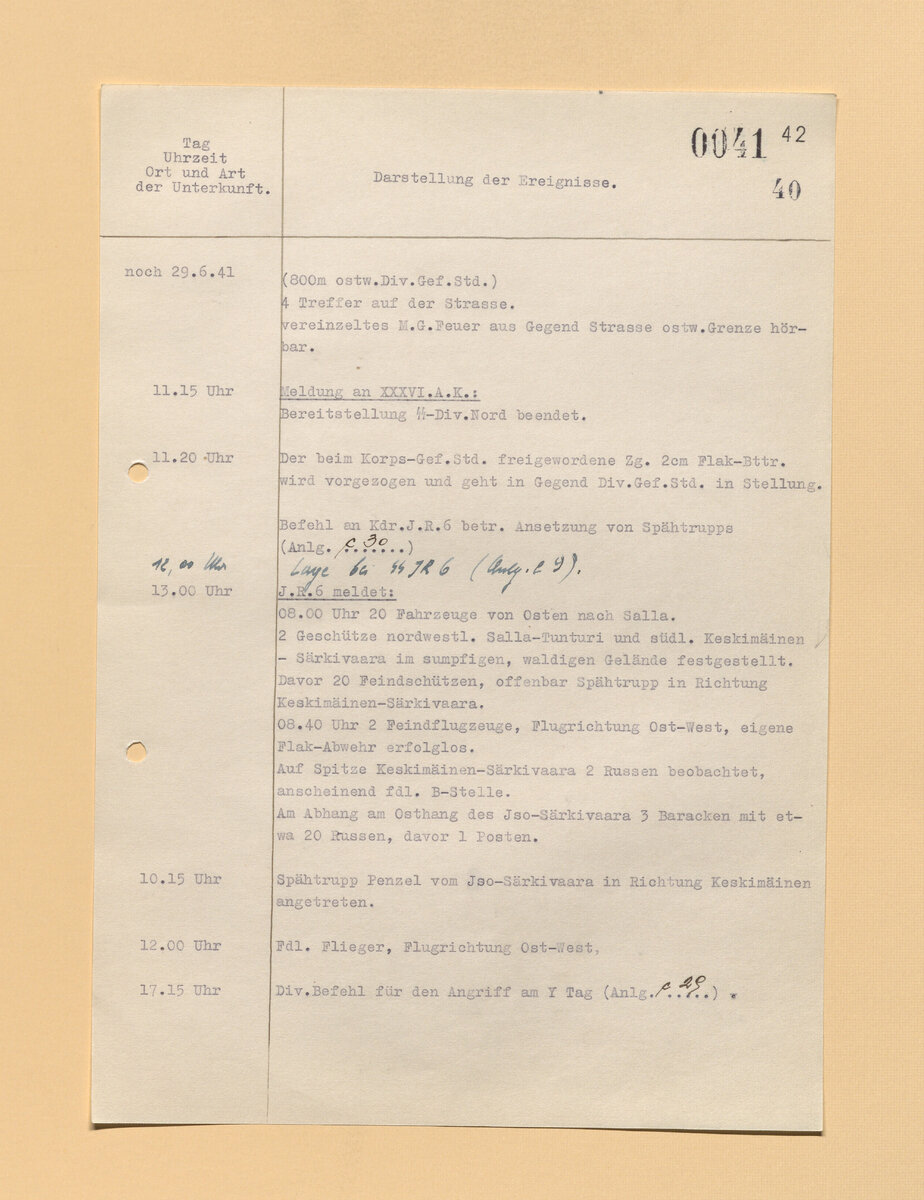 0041 42
40
Tag
Uhrzeit
Ort und Art
der Unterkunft.
Darstellung der Ereignisse.
noch 29.6.41
(800m ostw.Div.Gef.Std.)
4 Treffer auf der Strasse.
vereinzeltes M.G.Feuer aus Gegend Strasse ostw.Grenze hör-
bar.
11.15 Uhr Meldung an XXXVI.A.K.:
Bereitstellung ᛋᛋ-Div.Nord beendet.
11.20 Uhr Der beim Korps-Gef.Std. freigewordene Zg. 2cm Flak-Bttr.
wird vorgezogen und geht in Gegend Div.Gef.Std. in Stellung.
Befehl an Kdr.J.R.6 betr. Ansetzung von Spähtrupps
(Anlg. c 30.......)
12,00 Uhr Lage bei SS JR 6 (Anlg. c 9).
13.00 Uhr J.R.6 meldet:
08.00 Uhr 20 Fahrzeuge von Osten nach Salla.
2 Geschütze nordwestl. Salla-Tunturi und südl. Keskimäinen
- Särkivaara im sumpfigen, waldigen Gelände festgestellt.
Davor 20 Feindschützen, offenbar Spähtrupp in Richtung
Keskimäinen-Särkivaara.
08.40 Uhr 2 Feindflugzeuge, Flugrichtung Ost-West, eigene
Flak-Abwehr erfolglos.
Auf Spitze Keskimäinen-Särkivaara 2 Russen beobachtet,
anscheinend fdl. B-Stelle.
Am Abhang am Osthang des Jso-Särkivaara 3 Baracken mit et-
wa 20 Russen, davor 1 Posten.
10.15 Uhr Spähtrupp Penzel vom Jso-Särkivaara in Richtung Keskimäinen
angetreten.
12.00 Uhr Fdl. Flieger, Flugrichtung Ost-West,
17.15 Uhr Div.Befehl für den Angriff am Y Tag (Anlg. c 29.....) .